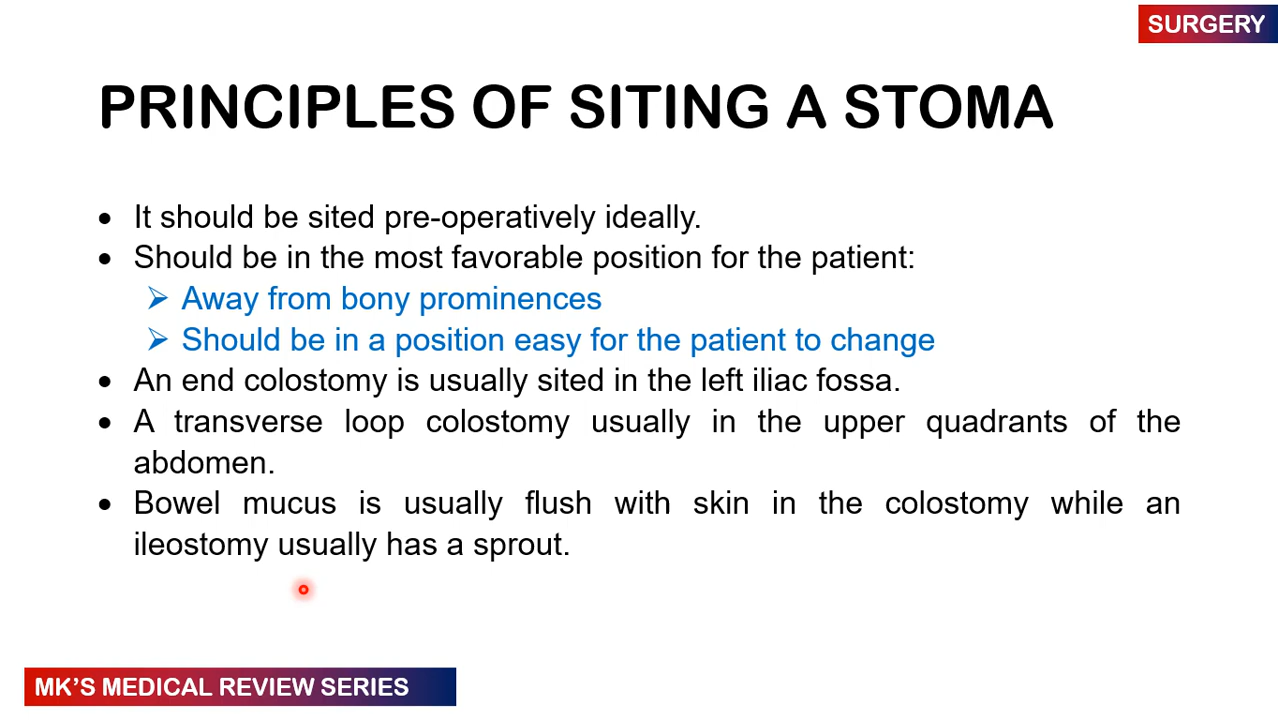 SURGERY
PRINCIPLES OF SITING A STOMA
• It should be sited pre-operatively ideally.
• Should be in the most favorable position for the patient:
➢ Away from bony prominences
➢ Should be in a position easy for the patient to change
• An end colostomy is usually sited in the left iliac fossa.
• A transverse loop colostomy usually in the upper quadrants of the
abdomen.
• Bowel mucus is usually flush with skin in the colostomy while an
ileostomy usually has a sprout.
MK'S MEDICAL REVIEW SERIES